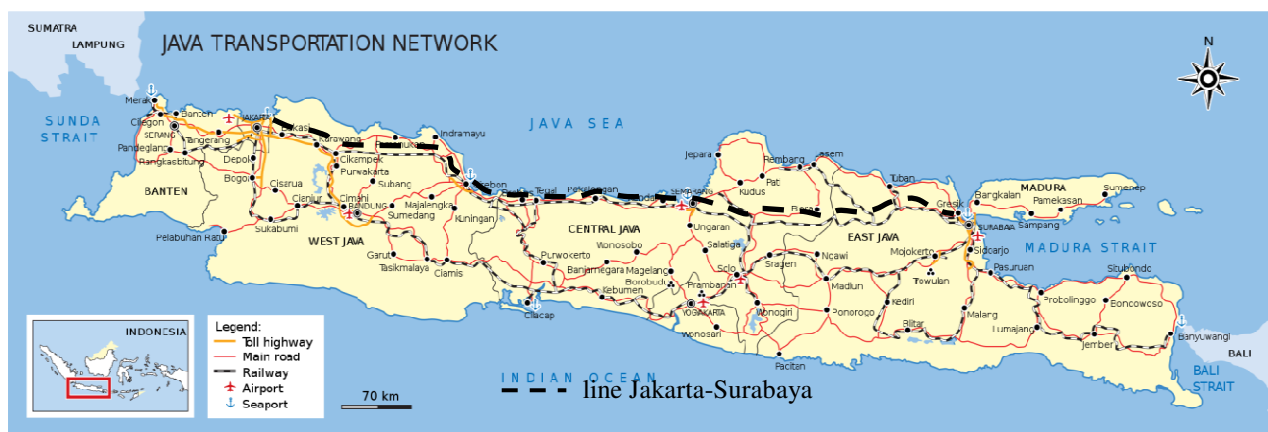 SUMATRA
LAMPUNG
JAVA TRANSPORTATION NETWORK
N
SUNDA
STRAIT
JAVA SEA
Merak
Cilegon
Banten
SERANG
Tangerang
JAKARTA
Bekasi
Karawang
Pamanukan
Indramayu
Pandeglang
Rangkasbitung
Depok
Cikampek
Purwakarta
Bogor
Cisarua
Subang
BANTEN
Cianjur
Cimahi
BANDUNG
Sumedang
Majalengka
Kuningan
Tegal
Pelabuhan Ratu
Sukabumi
WEST JAVA
Garut
Tasikmalaya
Ciamis
Jepara
Rembang
Kudus
Pat
SEMARANG
Ungaran
CENTRAL JAVA
Wonosobo
Salatiga
Purwokerto
Banjarnegara
Magelang
Borobudur
Solo
Sragen
Prambanan
Kebumen
YOGYAKARTA
Wonogiri
Wonosari
Cilacap
Pacitan
Tuban
Gresik
SURABAYA
Bangkalan
MADURA
Sumenep
Pamekasan
Sampang
EAST JAVA
MADURA STRAIT
Ngawi
Mojokerto
Sidoarjo
Madiun
Trowulan
Pasuruan
Situbondo
Kediri
Probolinggo
Boncowcso
Ponorogo
Blitar
Malang
Lumajang
Jember
Banyuwangi
BALI
BALI
STRAIT
INDONESIA
Legend:
Toll highway
Main road
Railway
Airport
Seaport
70 km
INDIAN OCEAN
line Jakarta-Surabaya